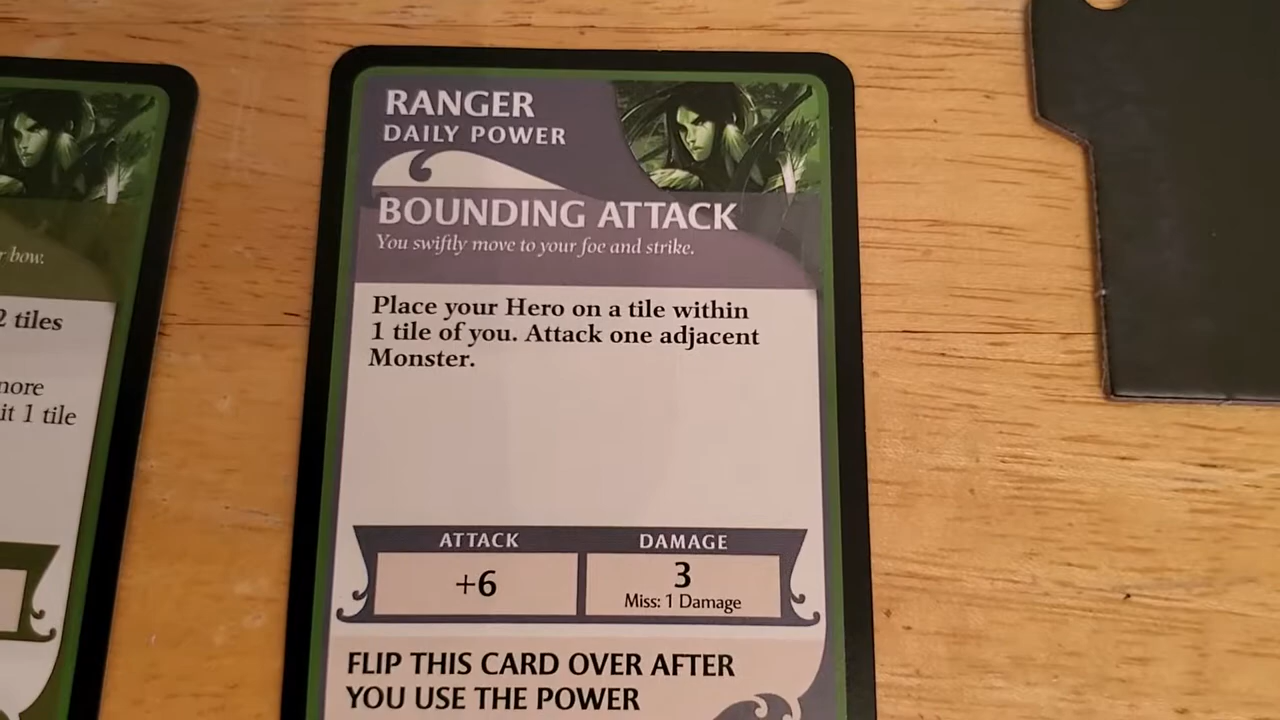 r bow.
2 tiles
more
it 1 tile
RANGER
DAILY POWER
BOUNDING ATTACK
You swiftly move to your foe and strike.
Place your Hero on a tile within
1 tile of you. Attack one adjacent
Monster.
ATTACK
DAMAGE
+6
3
Miss: 1 Damage
FLIP THIS CARD OVER AFTER
YOU USE THE POWER